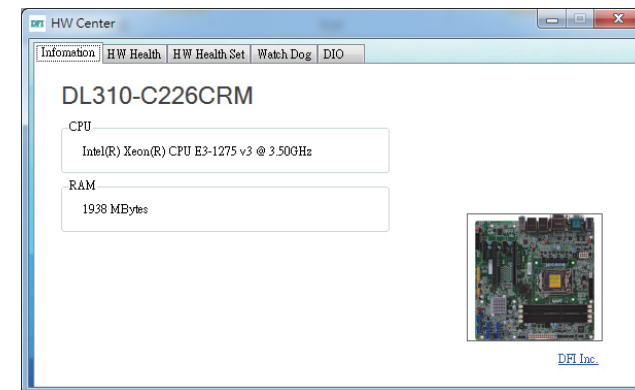 DFI HW Center
Infomation HW Health HW Health Set Watch Dog DIO
DL310-C226CRM
CPU
Intel(R) Xeon(R) CPU E3-1275 v3 @ 3.50GHz
RAM
1938 MBytes
DFI Inc.